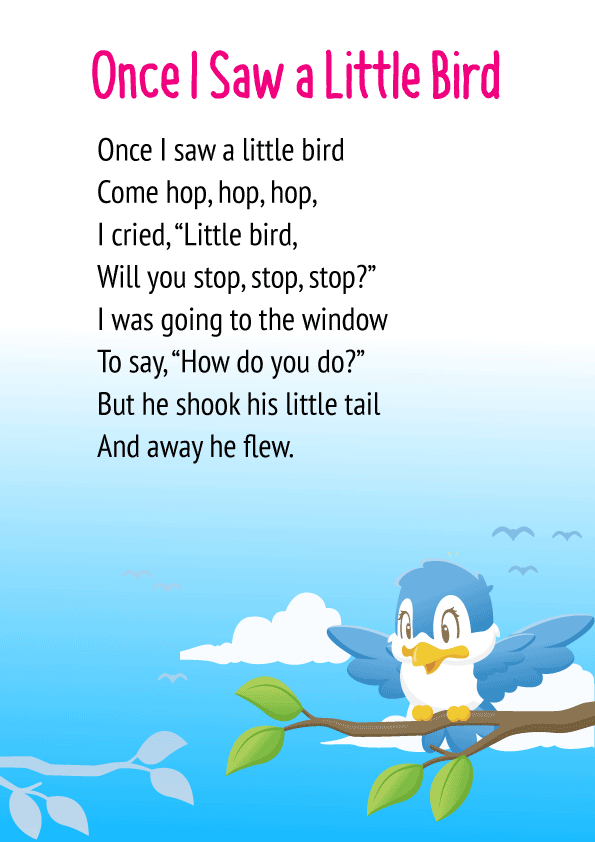 Once I Saw a Little Bird
Once I saw a little bird
Come hop, hop, hop,
I cried, “Little bird,
Will you stop, stop, stop?”
I was going to the window
To say, “How do you do?”
But he shook his little tail
And away he flew.